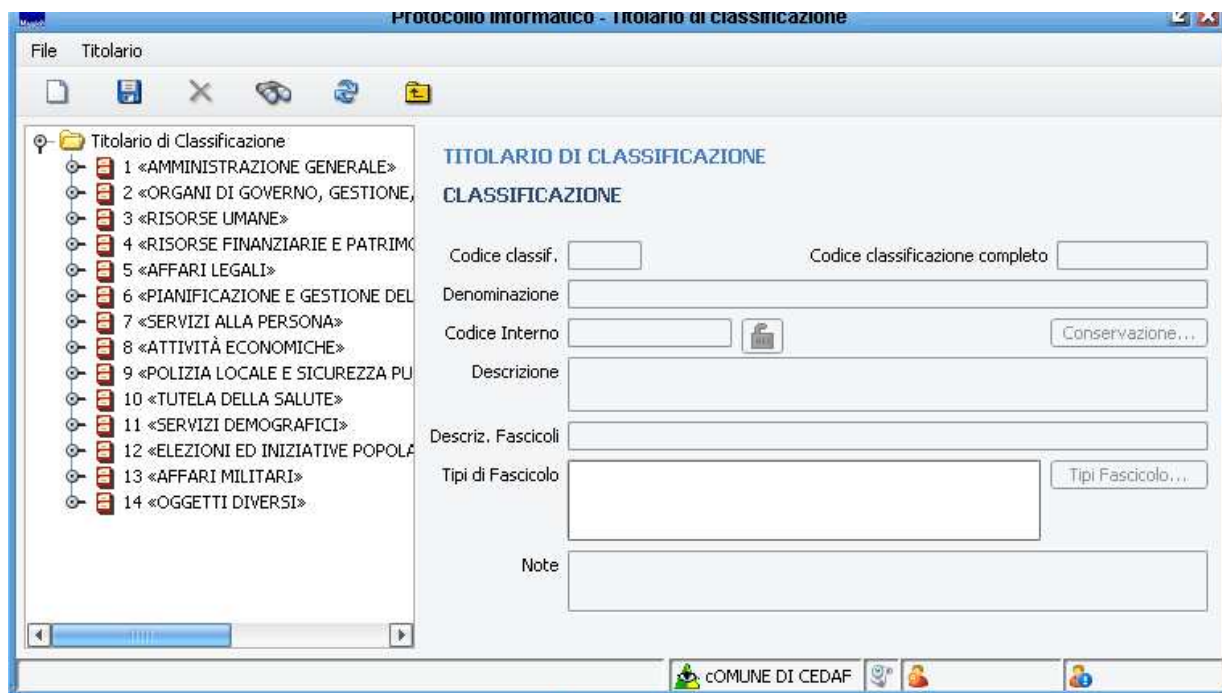 Protocollo Informatico - Titolario di classificazione
File Titolario
Titolario di Classificazione
1 «AMMINISTRAZIONE GENERALE»
2 «ORGANI DI GOVERNO, GESTIONE,
3 «RISORSE UMANE»
4 «RISORSE FINANZIARIE E PATRIMO
5 «AFFARI LEGALI»
6 «PIANIFICAZIONE E GESTIONE DEL
7 «SERVIZI ALLA PERSONA»
8 «ATTIVITÀ ECONOMICHE»
9 «POLIZIA LOCALE E SICUREZZA PU
10 «TUTELA DELLA SALUTE»
11 «SERVIZI DEMOGRAFICI»
12 «ELEZIONI ED INIZIATIVE POPOLA
13 «AFFARI MILITARI»
14 «OGGETTI DIVERSI»
TITOLARIO DI CLASSIFICAZIONE
CLASSIFICAZIONE
Codice classif. Codice classificazione completo
Denominazione
Codice Interno Conservazione...
Descrizione
Descriz. Fascicoli
Tipi di Fascicolo Tipi Fascicolo...
Note
cOMUNE DI CEDAF